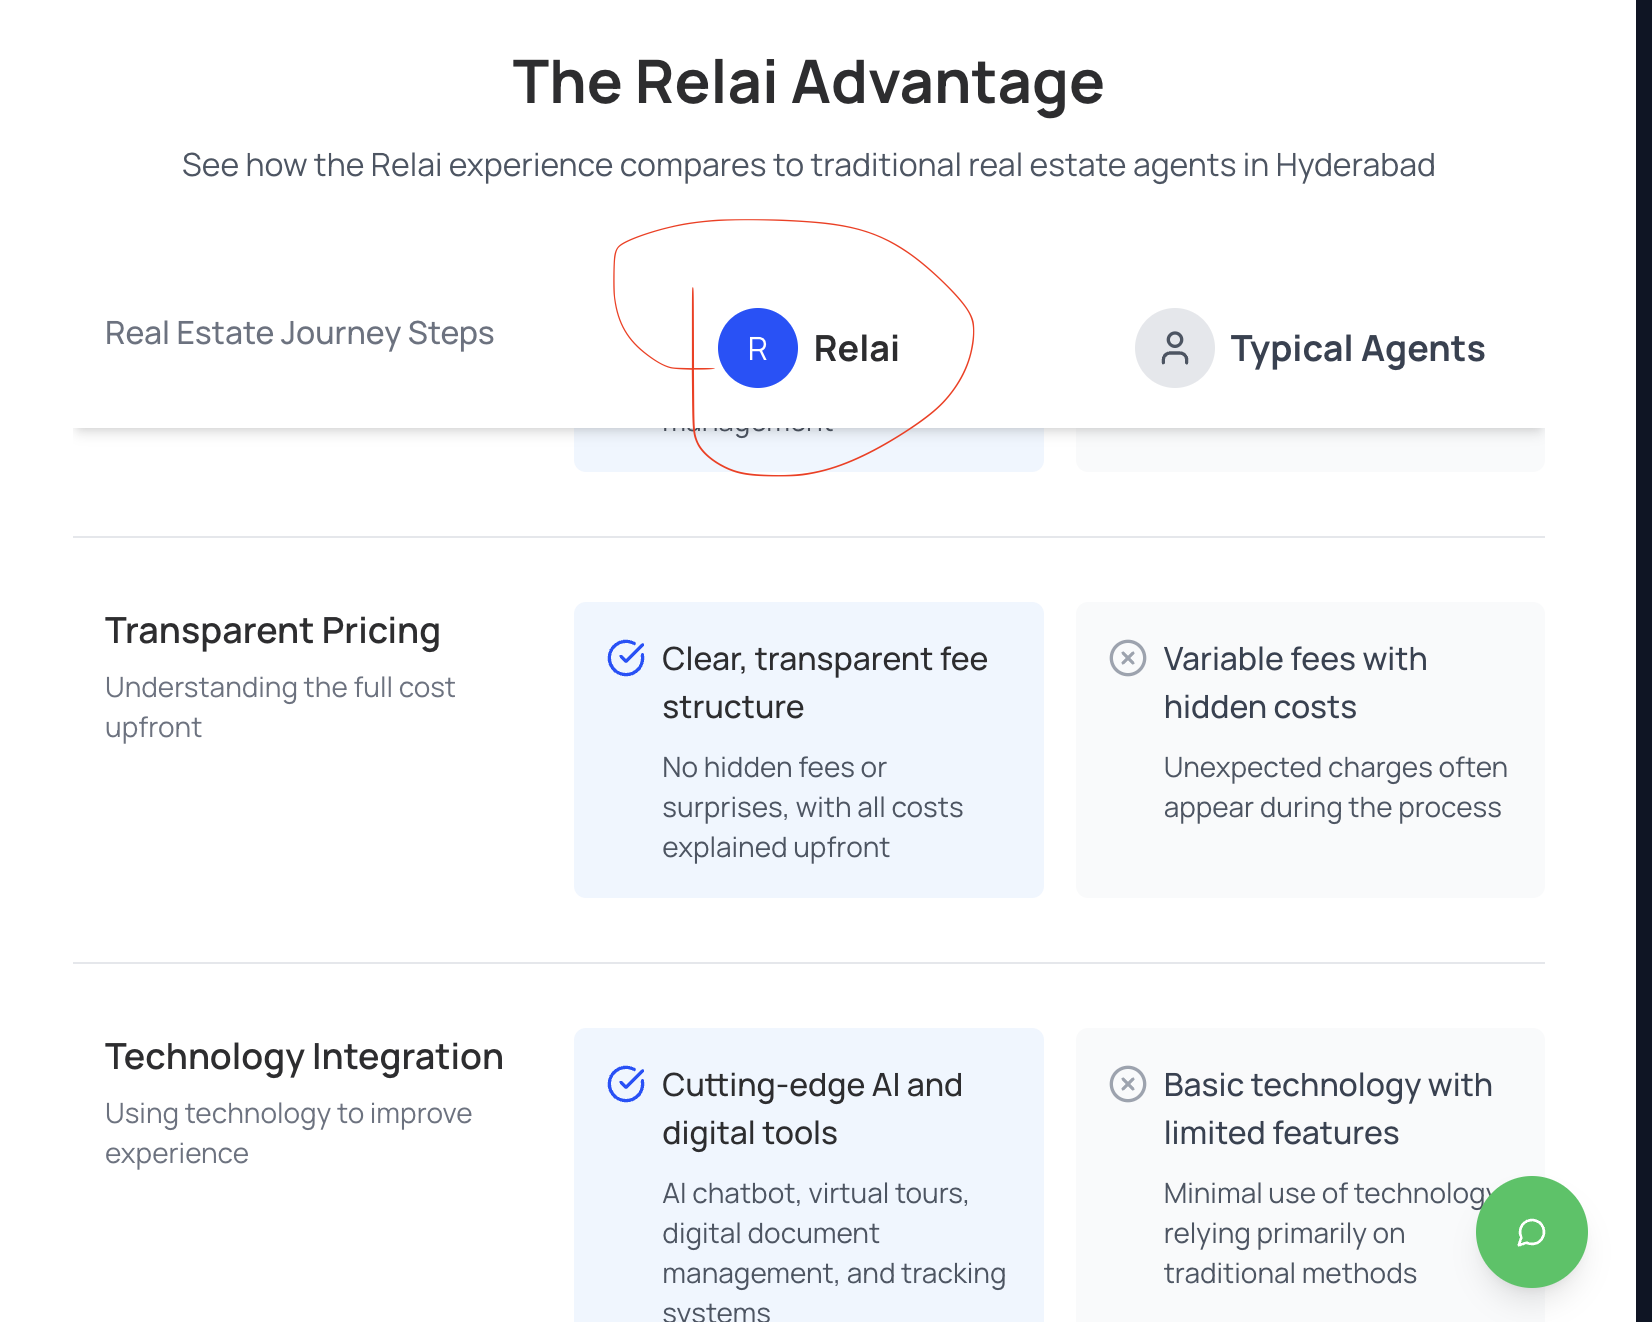 The Relai Advantage
See how the Relai experience compares to traditional real estate agents in Hyderabad
Real Estate Journey Steps
R Relai
Typical Agents
management
Transparent Pricing
Understanding the full cost
upfront
Clear, transparent fee
structure
No hidden fees or
surprises, with all costs
explained upfront
Variable fees with
hidden costs
Unexpected charges often
appear during the process
Technology Integration
Using technology to improve
experience
Cutting-edge AI and
digital tools
AI chatbot, virtual tours,
digital document
management, and tracking
systems
Basic technology with
limited features
Minimal use of technology
relying primarily on
traditional methods